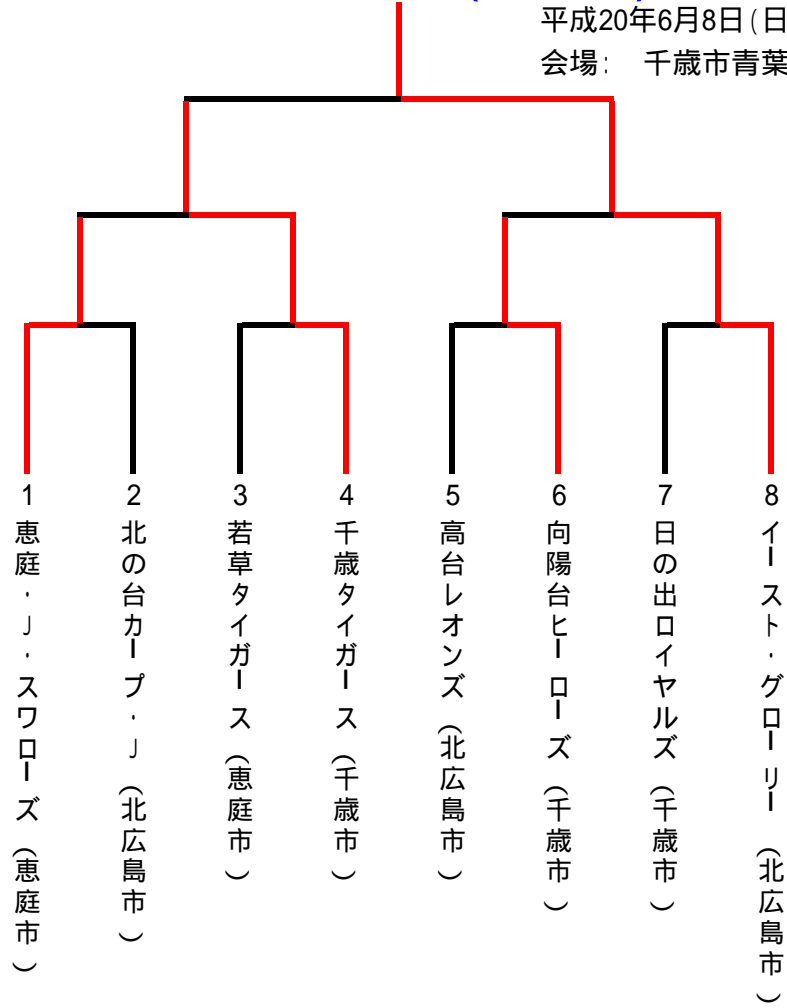 平成20年6月8日(日
会場： 千歳市青葉
1
2
3
4
5
6
7
8
恵庭・J・スワローズ（恵庭市）
北の台カープ・J（北広島市）
若草タイガース（恵庭市）
千歳タイガース（千歳市）
高台レオンズ（北広島市）
向陽台ヒーローズ（千歳市）
日の出ロイヤルズ（千歳市）
イースト・グローリー（北広島市）